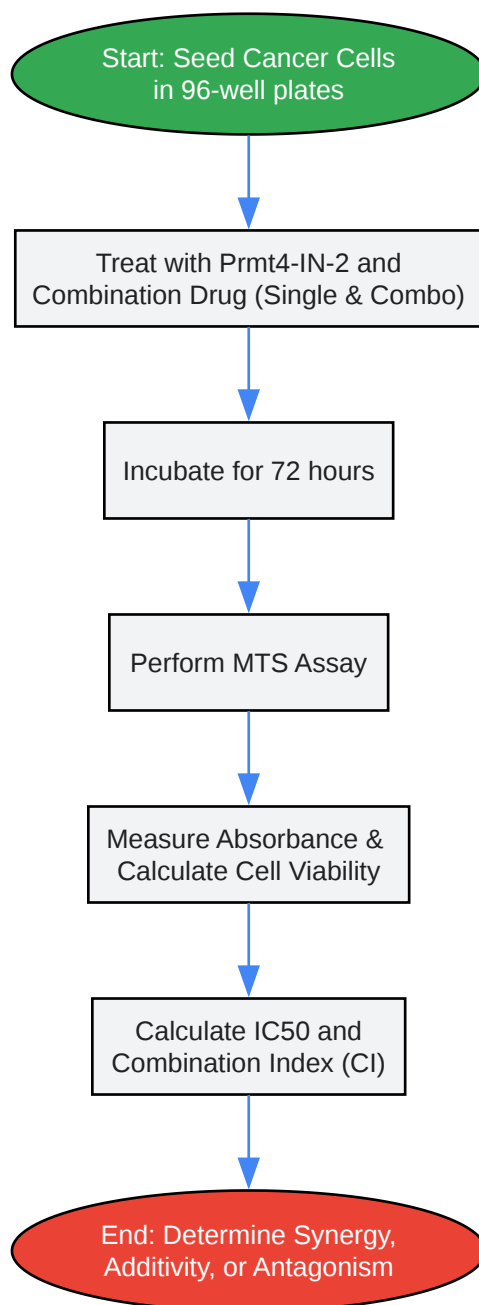 Start: Seed Cancer Cells
in 96-well plates
Treat with Prmt4-IN-2 and
Combination Drug (Single & Combo)
Incubate for 72 hours
Perform MTS Assay
Measure Absorbance &
Calculate Cell Viability
Calculate IC50 and
Combination Index (CI)
End: Determine Synergy,
Additivity, or Antagonism